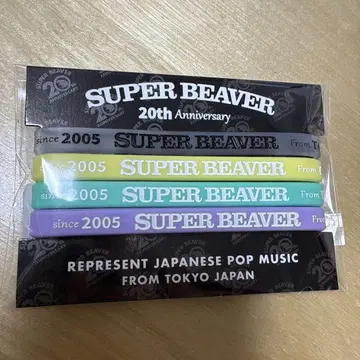 SUPER BEAVER
20th Anniversary
since 2005 SUPER BEAVER From T
since 2005 SUPER BEAVER From
since 2005 SUPER BEAVER From T
since 2005 SUPER BEAVER Fro
REPRESENT JAPANESE POP MUSIC
FROM TOKYO JAPAN